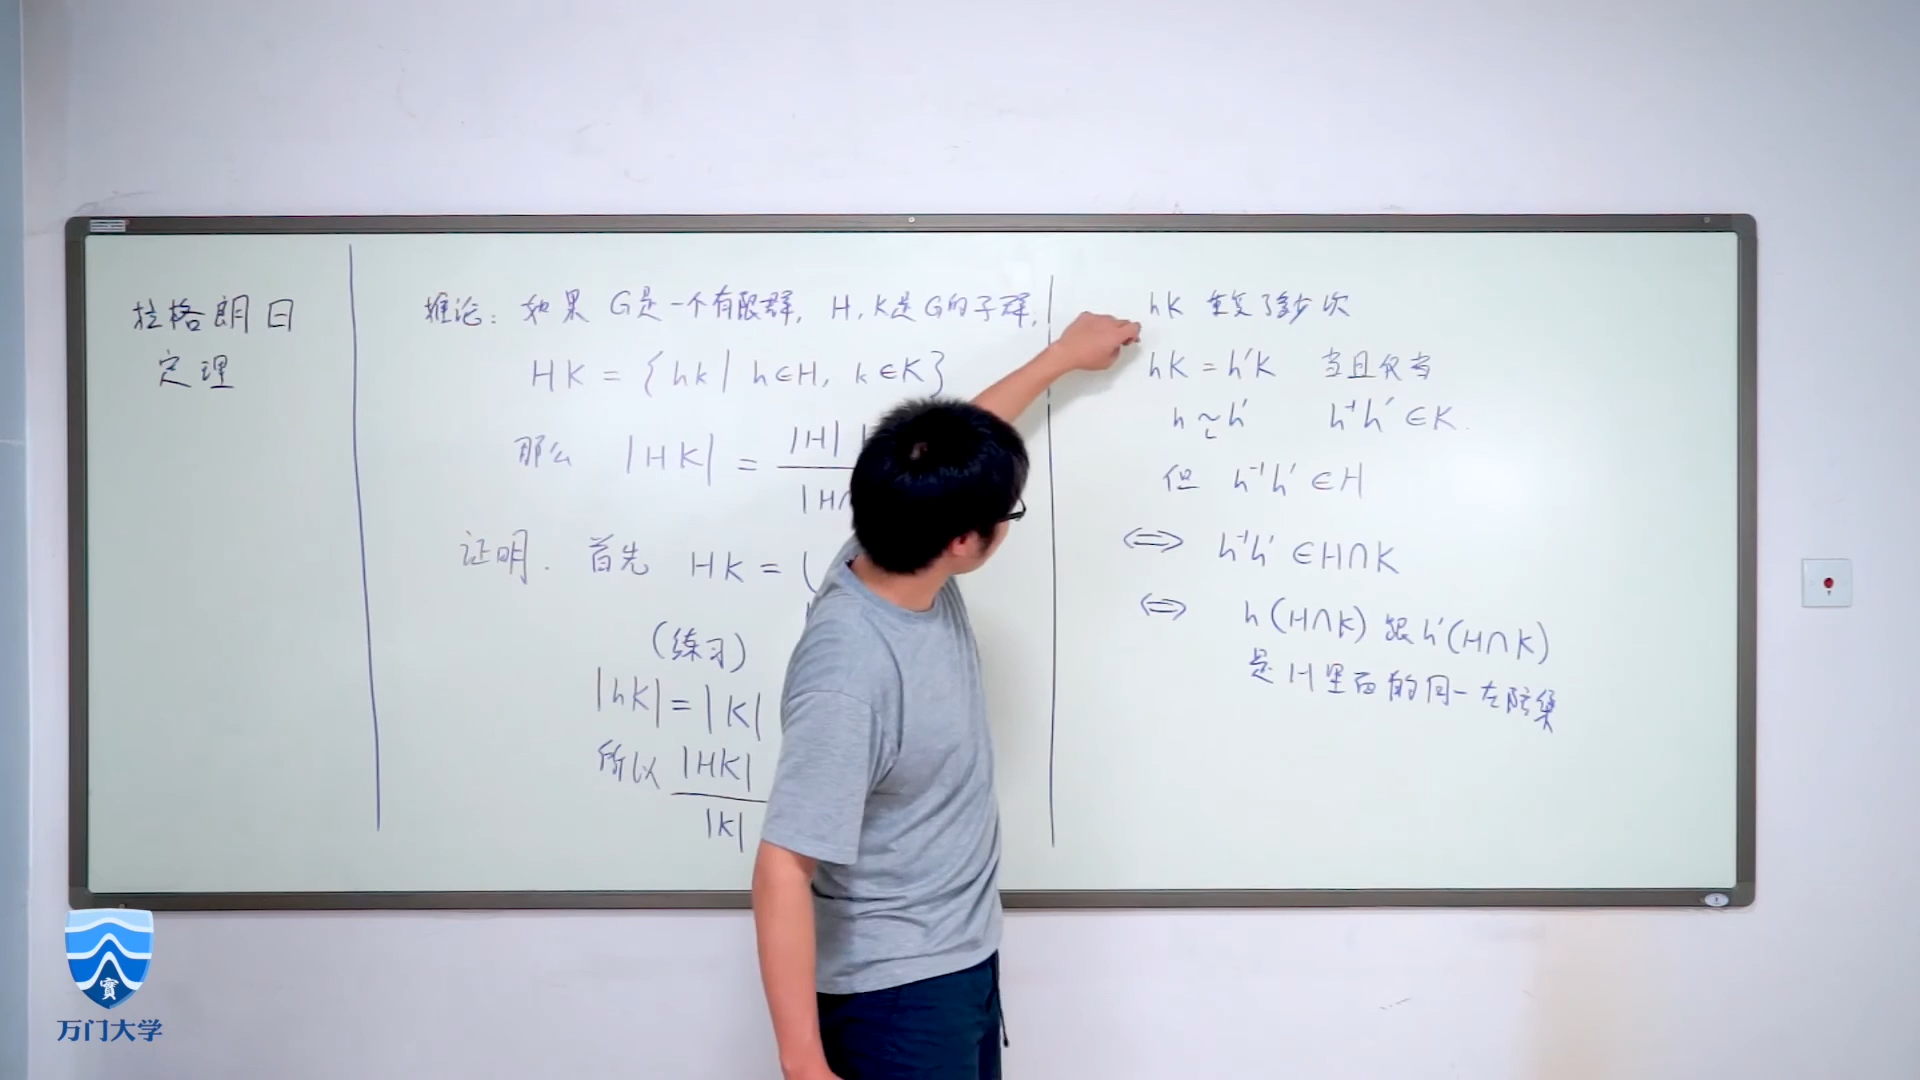 拉格朗日
定理
推论: 如果 G是一个有限群, H, K是G的子群,
HK = {hk | h∈H, k∈K}
那么 |HK| = |H|
|H∩
证明. 首先 HK =
(练习)
|hK| = |K|
所以 |HK|
|K|
hK 重复了多少次
hK = h'K 当且仅当
h ~L h' h⁻¹h' ∈K.
但 h⁻¹h' ∈H
⟺ h⁻¹h' ∈H∩K
⟺ h(H∩K) 跟 h'(H∩K)
是 H里面的同一左陪集
實
万门大学